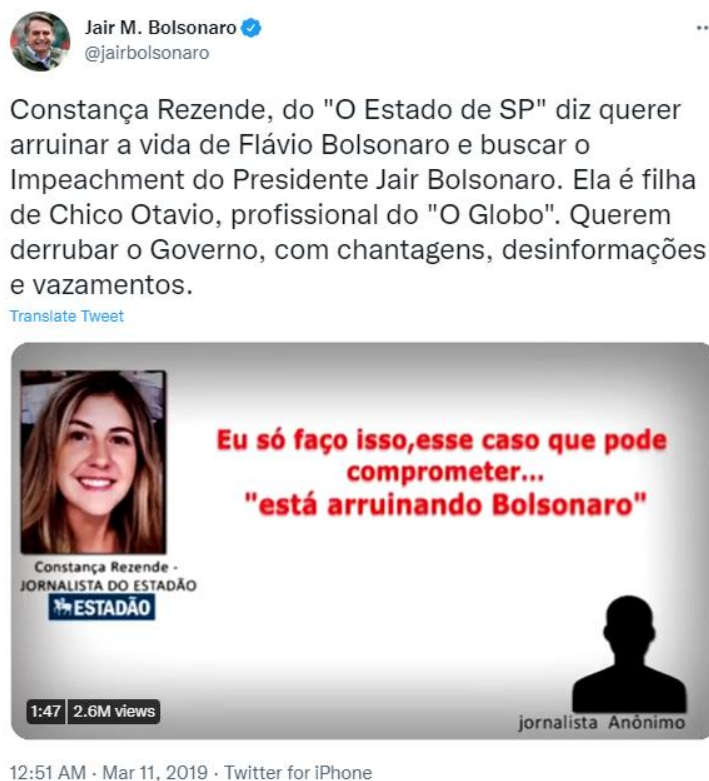 Jair M. Bolsonaro
@jairbolsonaro
Constança Rezende, do "O Estado de SP" diz querer
arruinar a vida de Flávio Bolsonaro e buscar o
Impeachment do Presidente Jair Bolsonaro. Ela é filha
de Chico Otavio, profissional do "O Globo". Querem
derrubar o Governo, com chantagens, desinformações
e vazamentos.
Translate Tweet
Eu só faço isso,esse caso que pode
comprometer...
"está arruinando Bolsonaro"
Constança Rezende -
JORNALISTA DO ESTADÃO
ESTADÃO
1:47 2.6M views
jornalista Anônimo
12:51 AM · Mar 11, 2019 · Twitter for iPhone